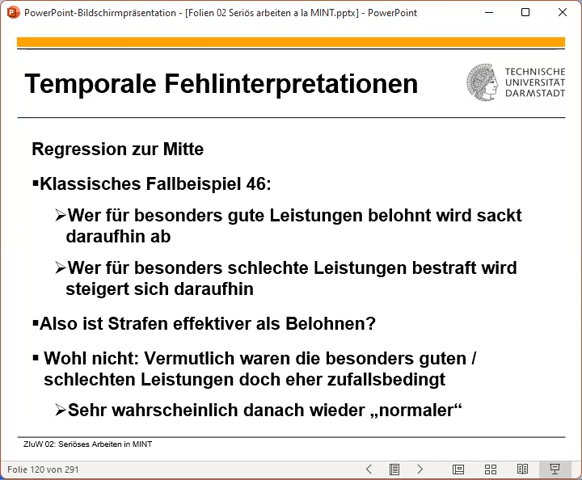 PowerPoint-Bildschirmpräsentation - [Folien 02 Seriös arbeiten a la MINT.pptx] - PowerPoint
Temporale Fehlinterpretationen
TECHNISCHE
UNIVERSITÄT
DARMSTADT
Regression zur Mitte
▪Klassisches Fallbeispiel 46:
➢Wer für besonders gute Leistungen belohnt wird sackt
daraufhin ab
➢Wer für besonders schlechte Leistungen bestraft wird
steigert sich daraufhin
▪Also ist Strafen effektiver als Belohnen?
▪ Wohl nicht: Vermutlich waren die besonders guten /
schlechten Leistungen doch eher zufallsbedingt
➢Sehr wahrscheinlich danach wieder „normaler“
ZIuW 02: Seriöses Arbeiten in MINT
Folie 120 von 291